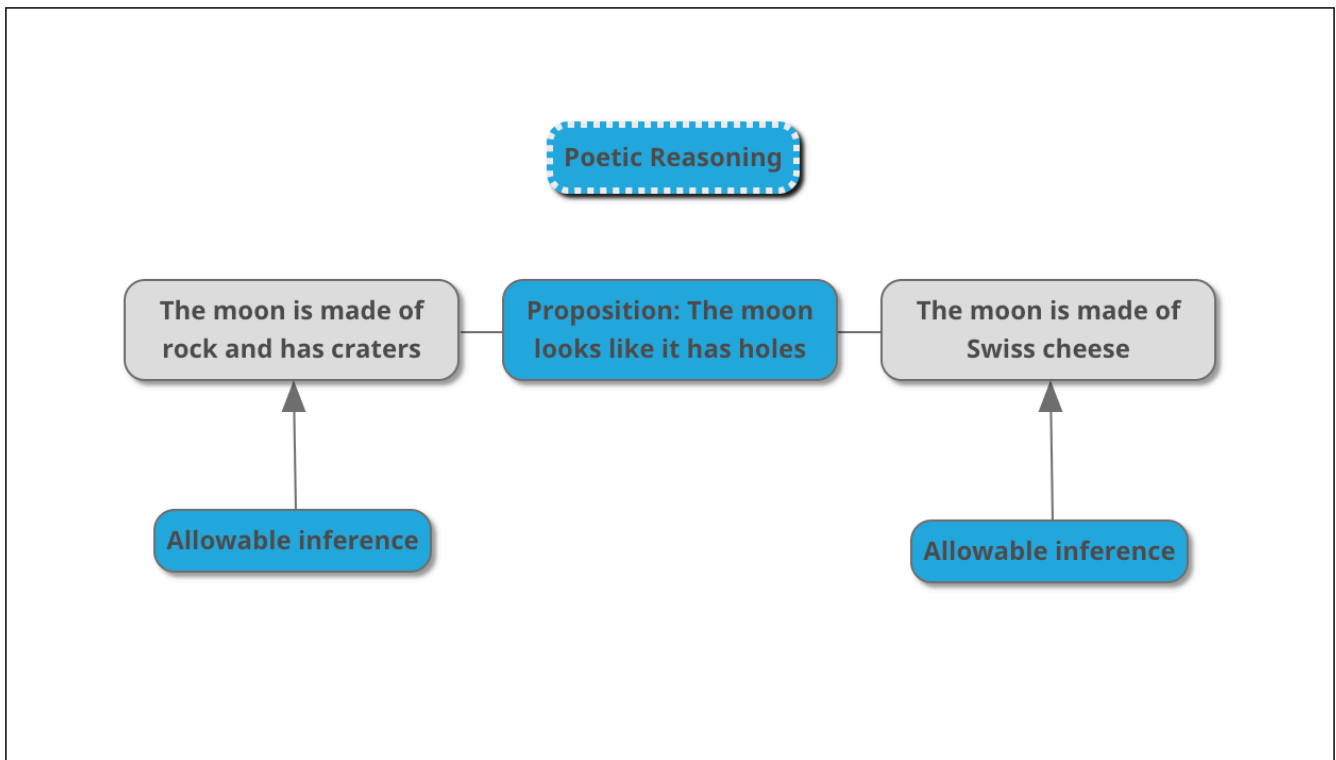 Poetic Reasoning
The moon is made of
rock and has craters
Proposition: The moon
looks like it has holes
The moon is made of
Swiss cheese
Allowable inference
Allowable inference